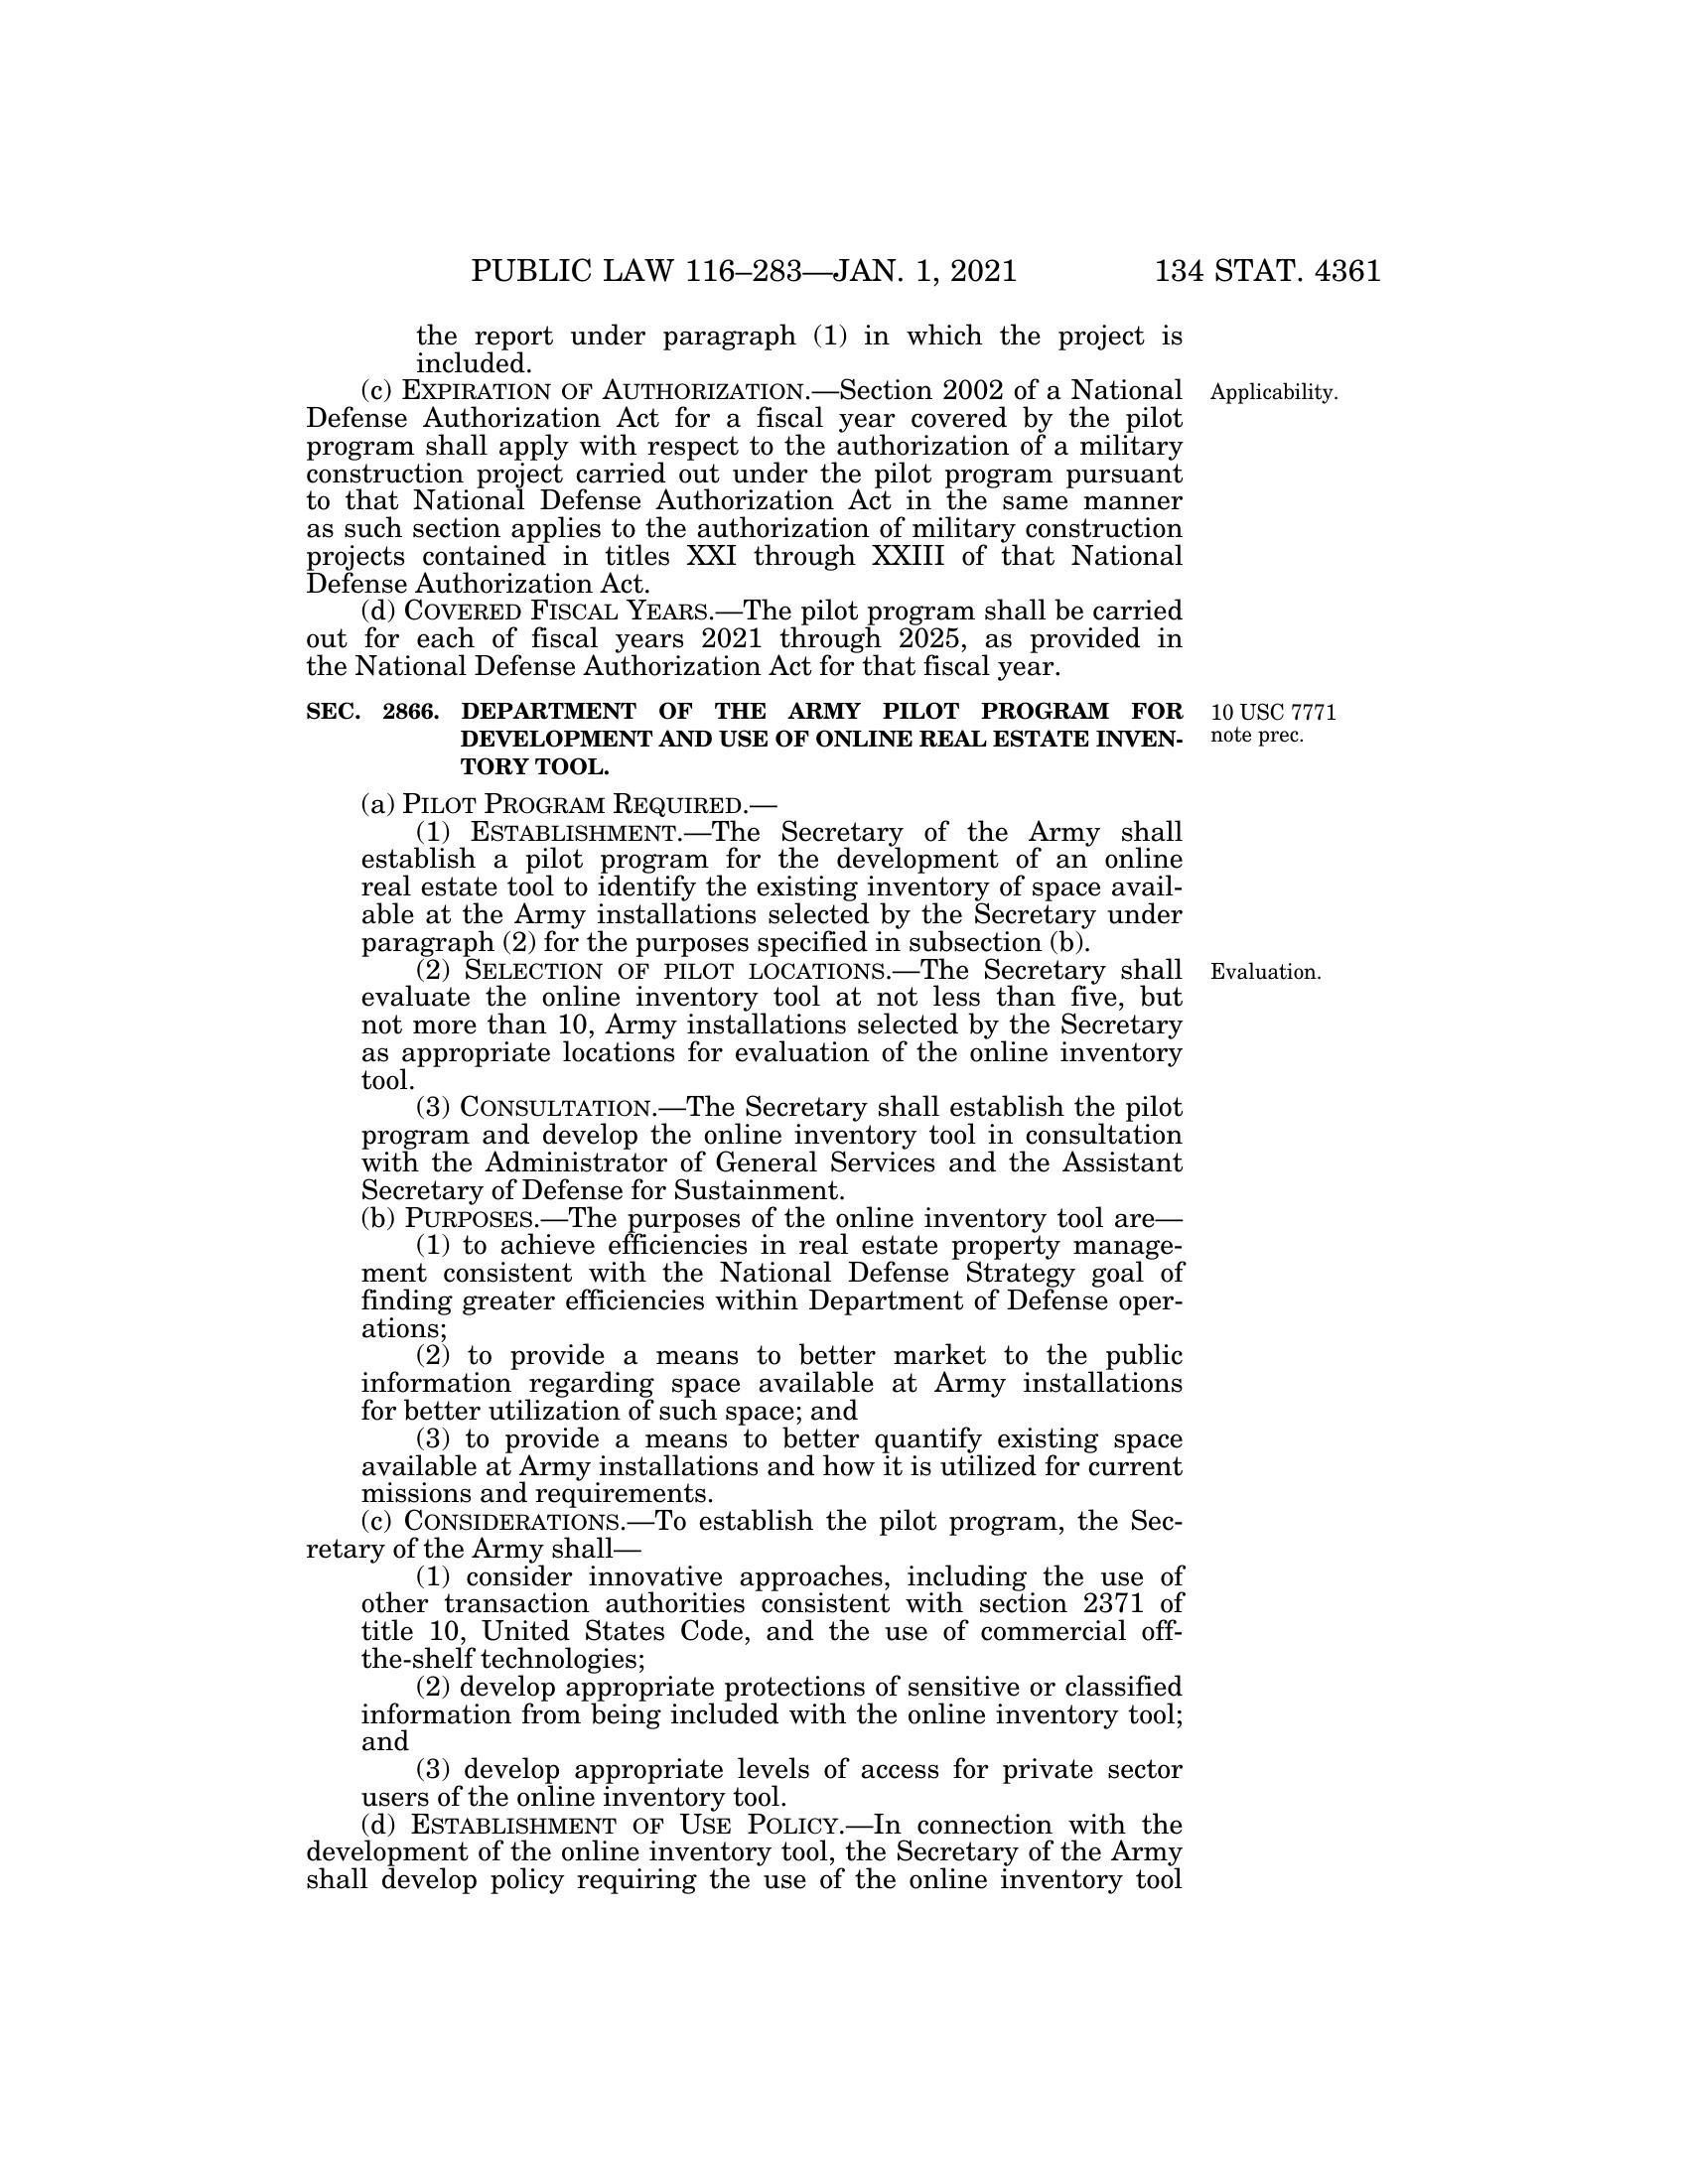 PUBLIC LAW 116–283—JAN. 1, 2021 134 STAT. 4361
the report under paragraph (1) in which the project is
included.
(c) EXPIRATION OF AUTHORIZATION.—Section 2002 of a National
Applicability.
Defense Authorization Act for a fiscal year covered by the pilot
program shall apply with respect to the authorization of a military
construction project carried out under the pilot program pursuant
to that National Defense Authorization Act in the same manner
as such section applies to the authorization of military construction
projects contained in titles XXI through XXIII of that National
Defense Authorization Act.
(d) COVERED FISCAL YEARS.—The pilot program shall be carried
out for each of fiscal years 2021 through 2025, as provided in
the National Defense Authorization Act for that fiscal year.
SEC. 2866. DEPARTMENT OF THE ARMY PILOT PROGRAM FOR
DEVELOPMENT AND USE OF ONLINE REAL ESTATE INVEN-
TORY TOOL.
10 USC 7771
note prec.
(a) PILOT PROGRAM REQUIRED.—
(1) ESTABLISHMENT.—The Secretary of the Army shall
establish a pilot program for the development of an online
real estate tool to identify the existing inventory of space avail-
able at the Army installations selected by the Secretary under
paragraph (2) for the purposes specified in subsection (b).
(2) SELECTION OF PILOT LOCATIONS.—The Secretary shall
Evaluation.
evaluate the online inventory tool at not less than five, but
not more than 10, Army installations selected by the Secretary
as appropriate locations for evaluation of the online inventory
tool.
(3) CONSULTATION.—The Secretary shall establish the pilot
program and develop the online inventory tool in consultation
with the Administrator of General Services and the Assistant
Secretary of Defense for Sustainment.
(b) PURPOSES.—The purposes of the online inventory tool are—
(1) to achieve efficiencies in real estate property manage-
ment consistent with the National Defense Strategy goal of
finding greater efficiencies within Department of Defense oper-
ations;
(2) to provide a means to better market to the public
information regarding space available at Army installations
for better utilization of such space; and
(3) to provide a means to better quantify existing space
available at Army installations and how it is utilized for current
missions and requirements.
(c) CONSIDERATIONS.—To establish the pilot program, the Sec-
retary of the Army shall—
(1) consider innovative approaches, including the use of
other transaction authorities consistent with section 2371 of
title 10, United States Code, and the use of commercial off-
the-shelf technologies;
(2) develop appropriate protections of sensitive or classified
information from being included with the online inventory tool;
and
(3) develop appropriate levels of access for private sector
users of the online inventory tool.
(d) ESTABLISHMENT OF USE POLICY.—In connection with the
development of the online inventory tool, the Secretary of the Army
shall develop policy requiring the use of the online inventory tool